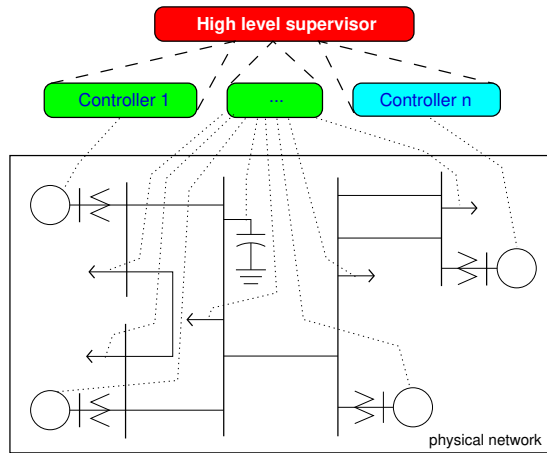 High level supervisor
Controller 1
...
Controller n
physical network